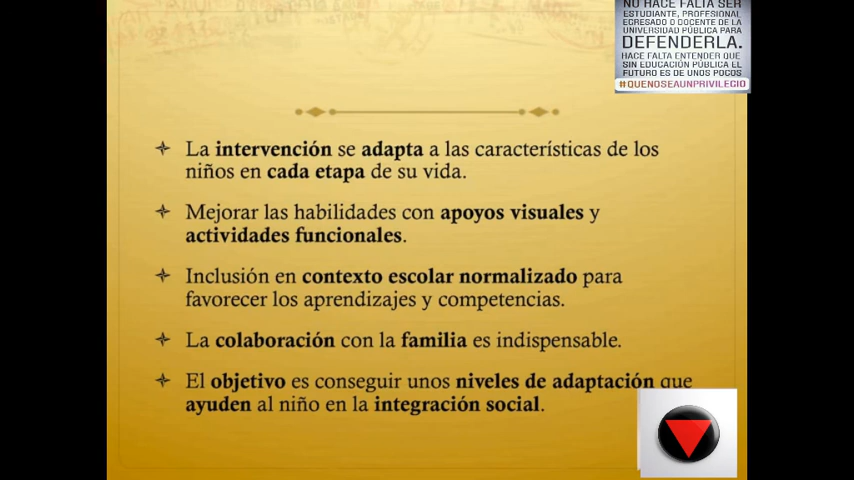 NO HACE FALTA SER
ESTUDIANTE, PROFESIONAL
EGRESADO O DOCENTE DE LA
UNIVERSIDAD PÚBLICA PARA
DEFENDERLA.
HACE FALTA ENTENDER QUE
SIN EDUCACIÓN PÚBLICA EL
FUTURO ES DE UNOS POCOS
#QUENOSEAUNPRIVILEGIO
La intervención se adapta a las características de los
niños en cada etapa de su vida.
Mejorar las habilidades con apoyos visuales y
actividades funcionales.
Inclusión en contexto escolar normalizado para
favorecer los aprendizajes y competencias.
La colaboración con la familia es indispensable.
El objetivo es conseguir unos niveles de adaptación que
ayuden al niño en la integración social.